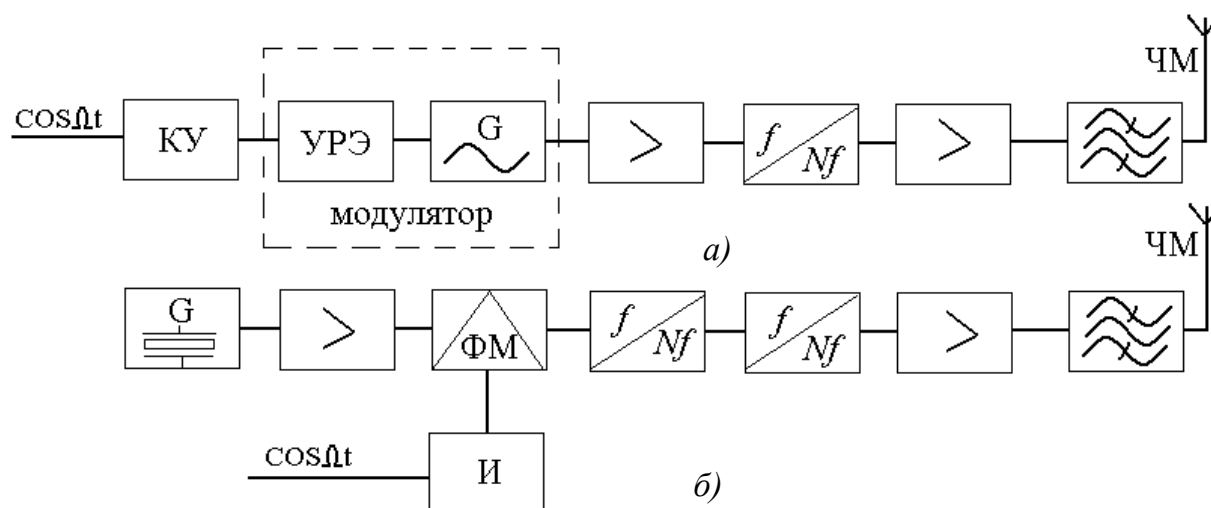 ЧМ
cosΩt
КУ
УРЭ
G
>
f
Nf
>
модулятор
а)
ЧМ
G
>
ФМ
f
Nf
f
Nf
>
cosΩt
И
б)